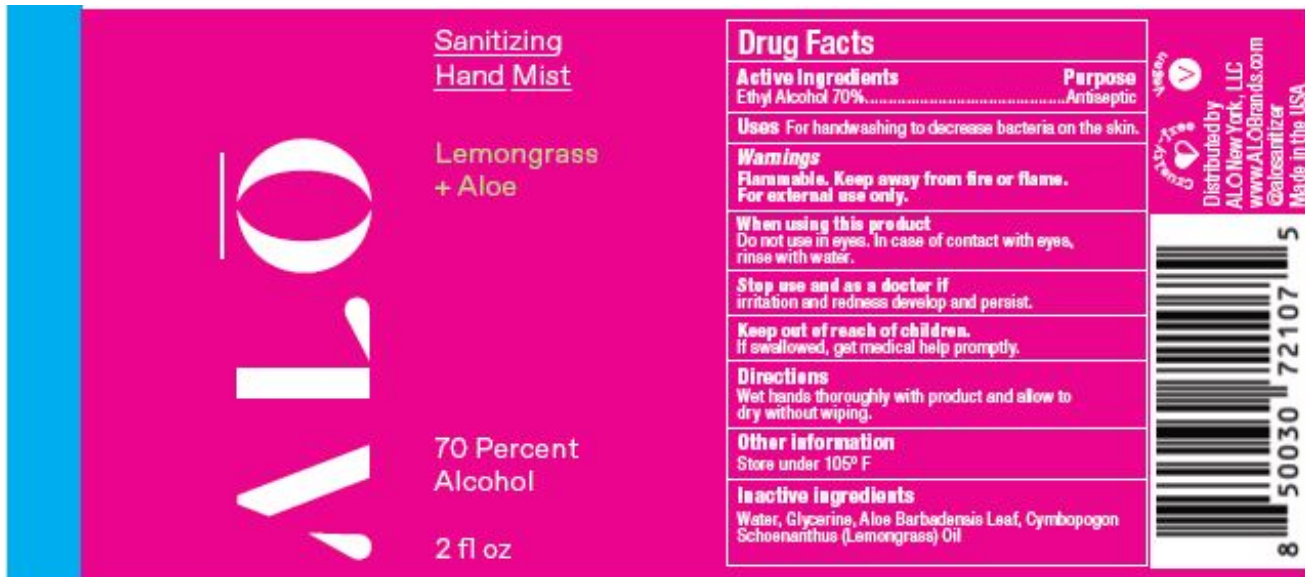 Sanitizing
Hand Mist
Lemongrass
+ Aloe
ALO
70 Percent
Alcohol
2 fl oz
Drug Facts
Active Ingredients Purpose
Ethyl Alcohol 70%..................................................Antiseptic
Uses For handwashing to decrease bacteria on the skin.
Warnings
Flammable. Keep away from fire or flame.
For external use only.
When using this product
Do not use in eyes. In case of contact with eyes,
rinse with water.
Stop use and as a doctor if
irritation and redness develop and persist.
Keep out of reach of children.
If swallowed, get medical help promptly.
Directions
Wet hands thoroughly with product and allow to
dry without wiping.
Other information
Store under 105º F
Inactive ingredients
Water, Glycerine, Aloe Barbadensis Leaf, Cymbopogon
Schoenanthus (Lemongrass) Oil
vegan
V
cruelty free
Distributed by
ALO New York, LLC
www.ALOBrands.com
@alosanitizer
Made in the USA
8 50030 72107 5